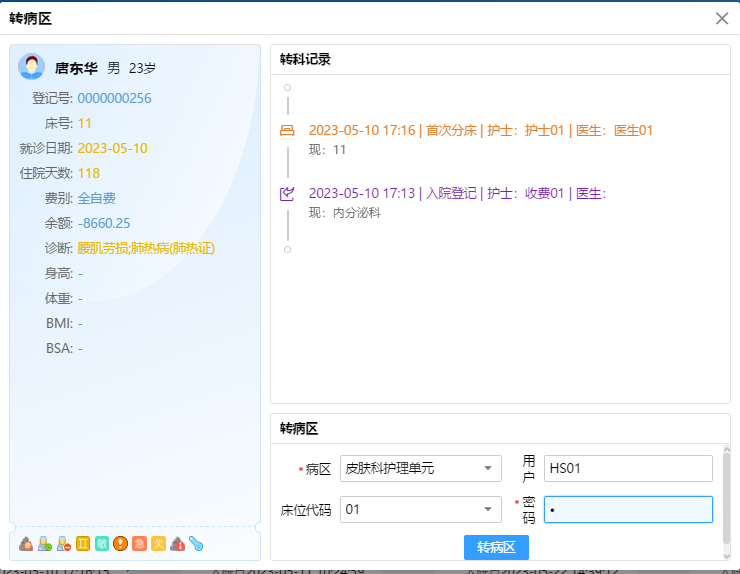 转病区
唐东华 男 23岁
登记号: 0000000256
床号: 11
就诊日期: 2023-05-10
住院天数: 118
费别: 全自费
余额: -8660.25
诊断: 腰肌劳损;肺热病(肺热证)
身高: -
体重: -
BMI: -
BSA: -
敏 急 欠
转科记录
2023-05-10 17:16 | 首次分床 | 护士: 护士01 | 医生: 医生01
现: 11
2023-05-10 17:13 | 入院登记 | 护士: 收费01 | 医生:
现: 内分泌科
转病区
* 病区 皮肤科护理单元 用户 HS01
床位代码 01 * 密码 •
转病区